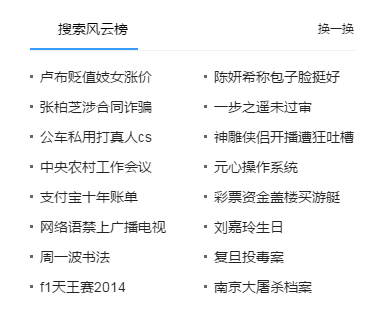 搜索风云榜 换一换
卢布贬值妓女涨价 陈妍希称包子脸挺好
张柏芝涉合同诈骗 一步之遥未过审
公车私用打真人cs 神雕侠侣开播遭狂吐槽
中央农村工作会议 元心操作系统
支付宝十年账单 彩票资金盖楼买游艇
网络语禁上广播电视 刘嘉玲生日
周一波书法 复旦投毒案
f1天王赛2014 南京大屠杀档案